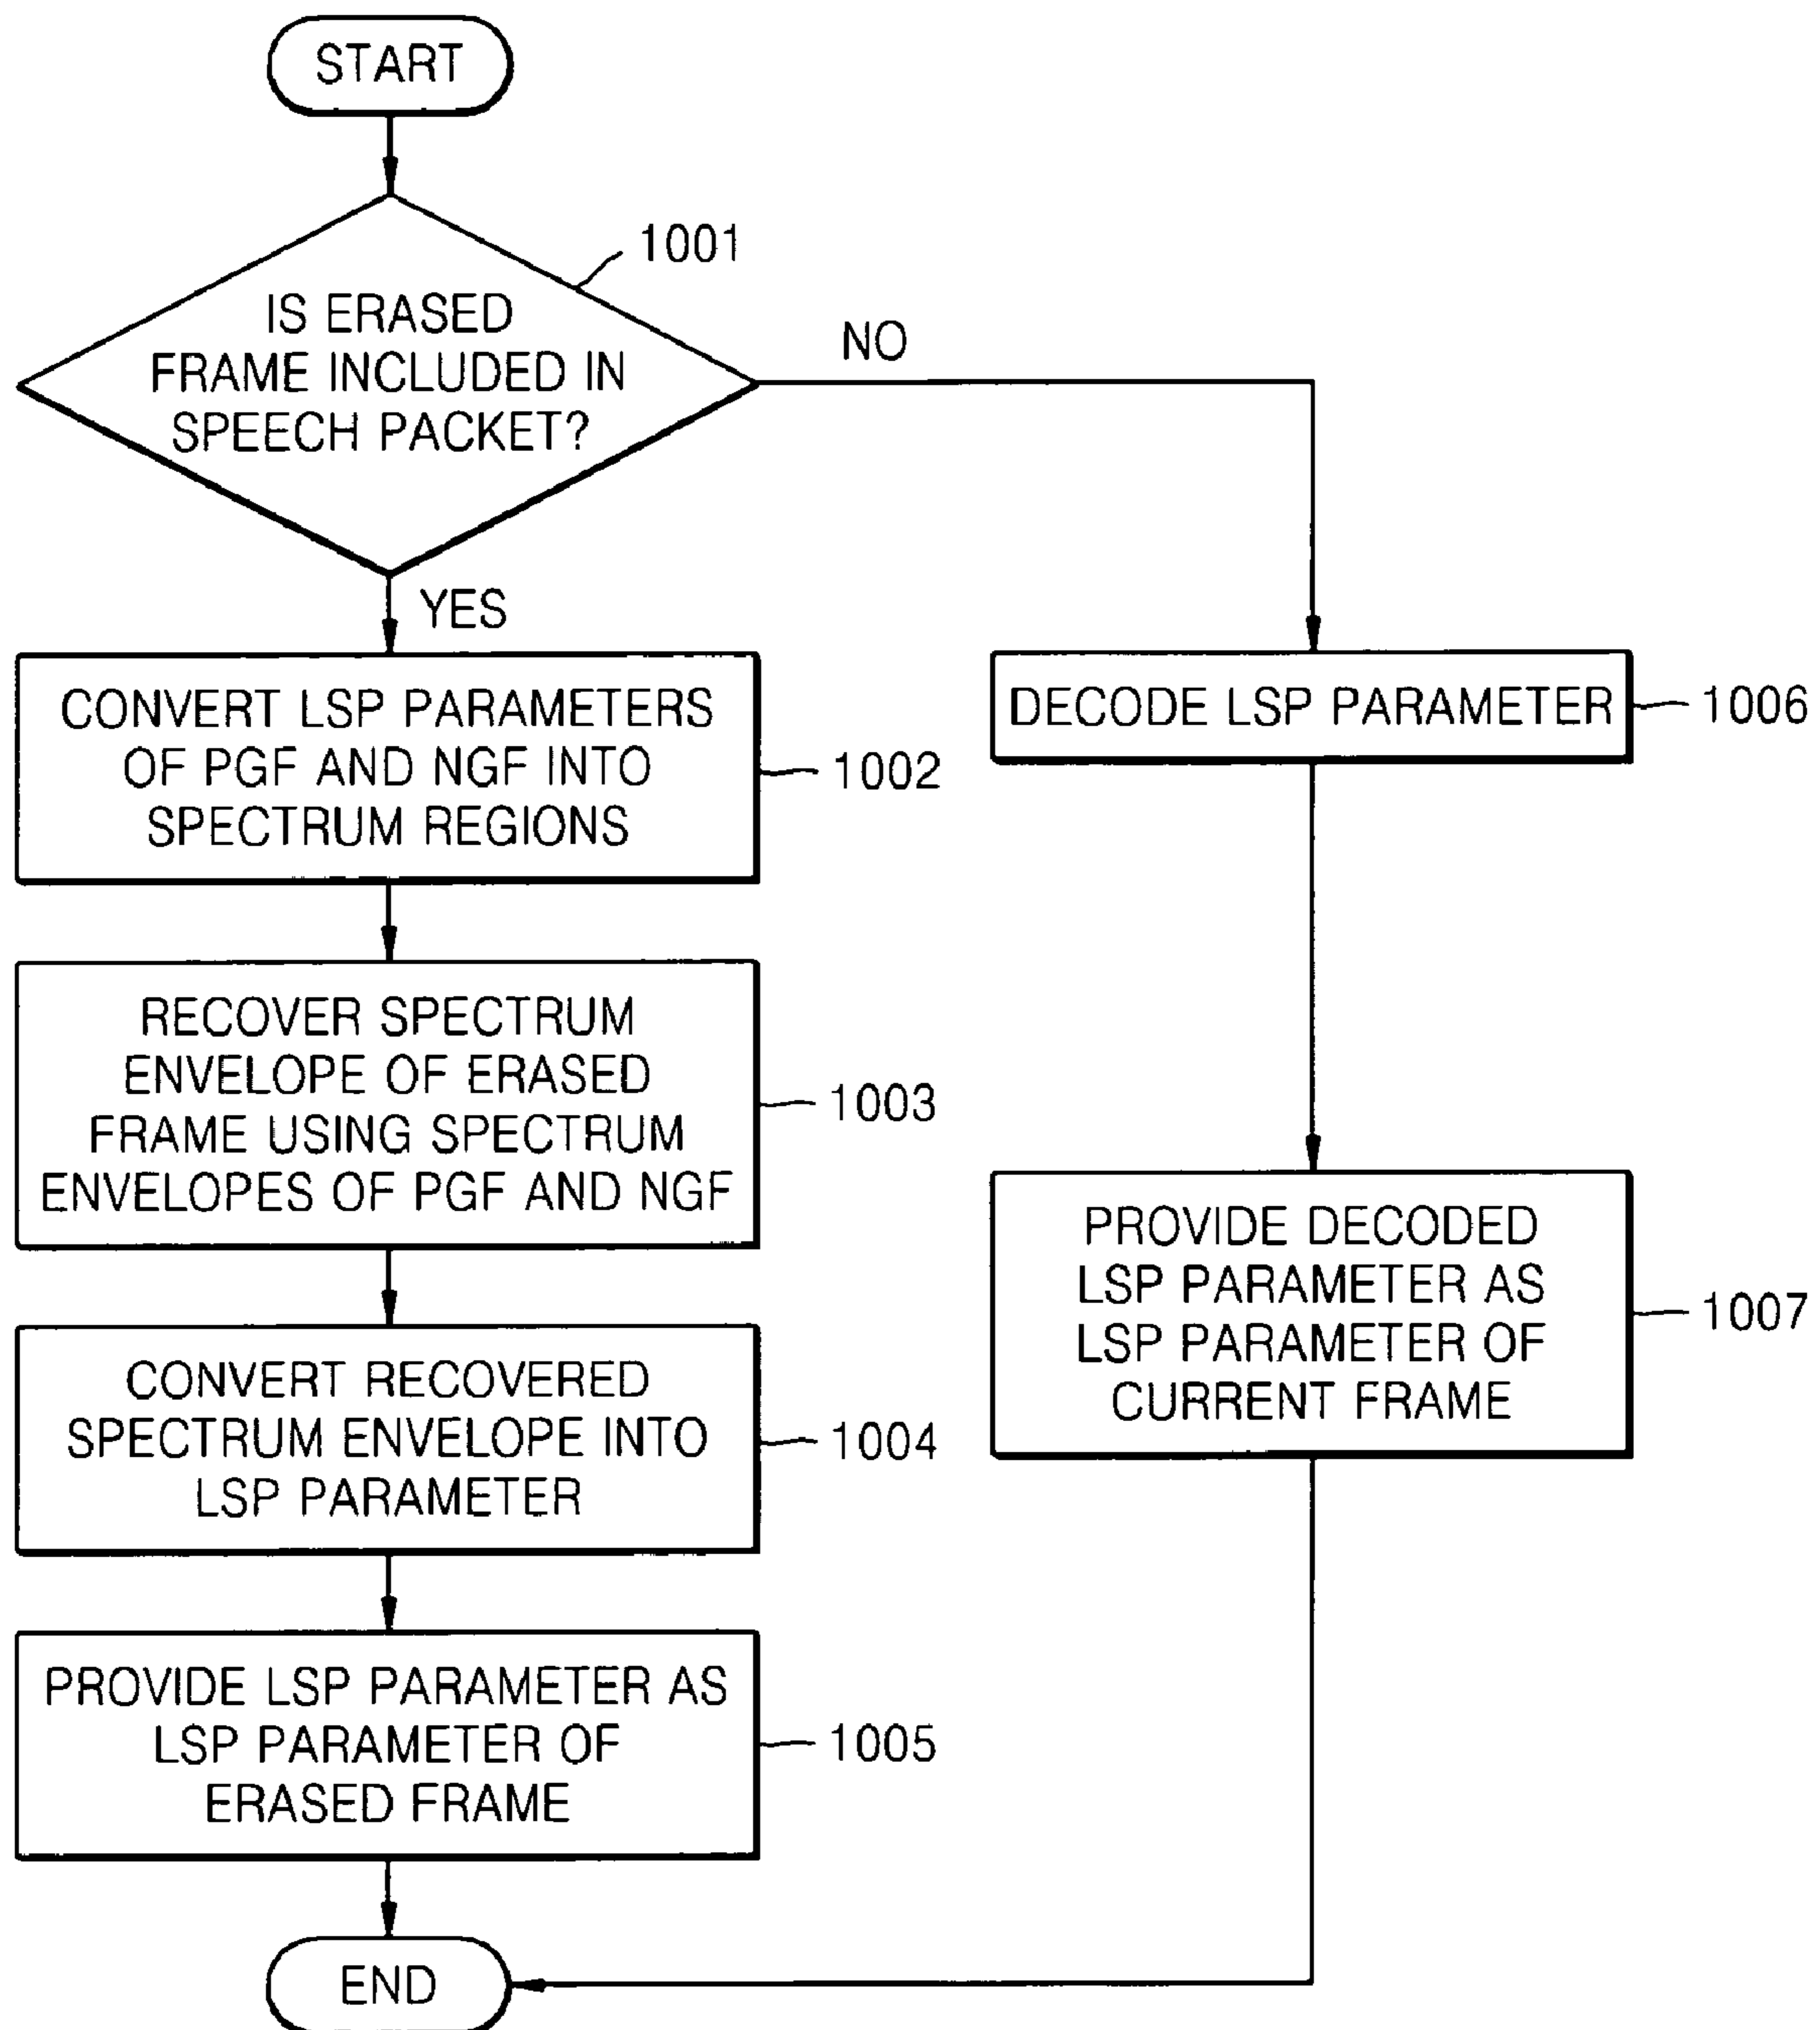 START
1001
IS ERASED
FRAME INCLUDED IN
SPEECH PACKET?
NO
YES
CONVERT LSP PARAMETERS
OF PGF AND NGF INTO
SPECTRUM REGIONS
1002
RECOVER SPECTRUM
ENVELOPE OF ERASED
FRAME USING SPECTRUM
ENVELOPES OF PGF AND NGF
1003
CONVERT RECOVERED
SPECTRUM ENVELOPE INTO
LSP PARAMETER
1004
PROVIDE LSP PARAMETER AS
LSP PARAMETER OF
ERASED FRAME
1005
DECODE LSP PARAMETER
1006
PROVIDE DECODED
LSP PARAMETER AS
LSP PARAMETER OF
CURRENT FRAME
1007
END